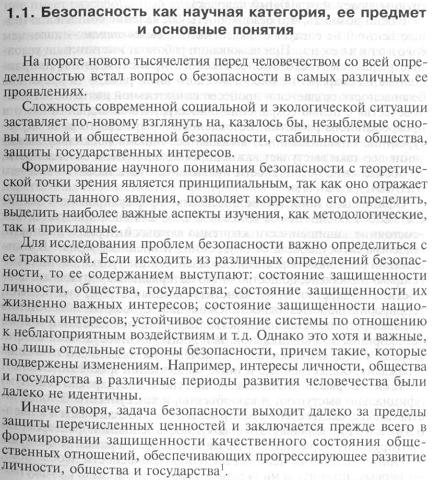 1.1. Безопасность как научная категория, ее предмет
и основные понятия
На пороге нового тысячелетия перед человечеством со всей опре-
деленностью встал вопрос о безопасности в самых различных ее
проявлениях.
Сложность современной социальной и экологической ситуации
заставляет по-новому взглянуть на, казалось бы, незыблемые осно-
вы личной и общественной безопасности, стабильности общества,
защиты государственных интересов.
Формирование научного понимания безопасности с теоретичес-
кой точки зрения является принципиальным, так как оно отражает
сущность данного явления, позволяет корректно его определить,
выделить наиболее важные аспекты изучения, как методологические,
так и прикладные.
Для исследования проблем безопасности важно определиться с
ее трактовкой. Если исходить из различных определений безопас-
ности, то ее содержанием выступают: состояние защищенности
личности, общества, государства; состояние защищенности их
жизненно важных интересов; состояние защищенности нацио-
нальных интересов; устойчивое состояние системы по отношению
к неблагоприятным воздействиям и т.д. Однако это хотя и важные,
но лишь отдельные стороны безопасности, причем такие, которые
подвержены изменениям. Например, интересы личности, общества
и государства в различные периоды развития человечества были
далеко не идентичны.
Иначе говоря, задача безопасности выходит далеко за пределы
защиты перечисленных ценностей и заключается прежде всего в
формировании защищенности качественного состояния обще-
ственных отношений, обеспечивающих прогрессирующее развитие
личности, общества и государства¹.